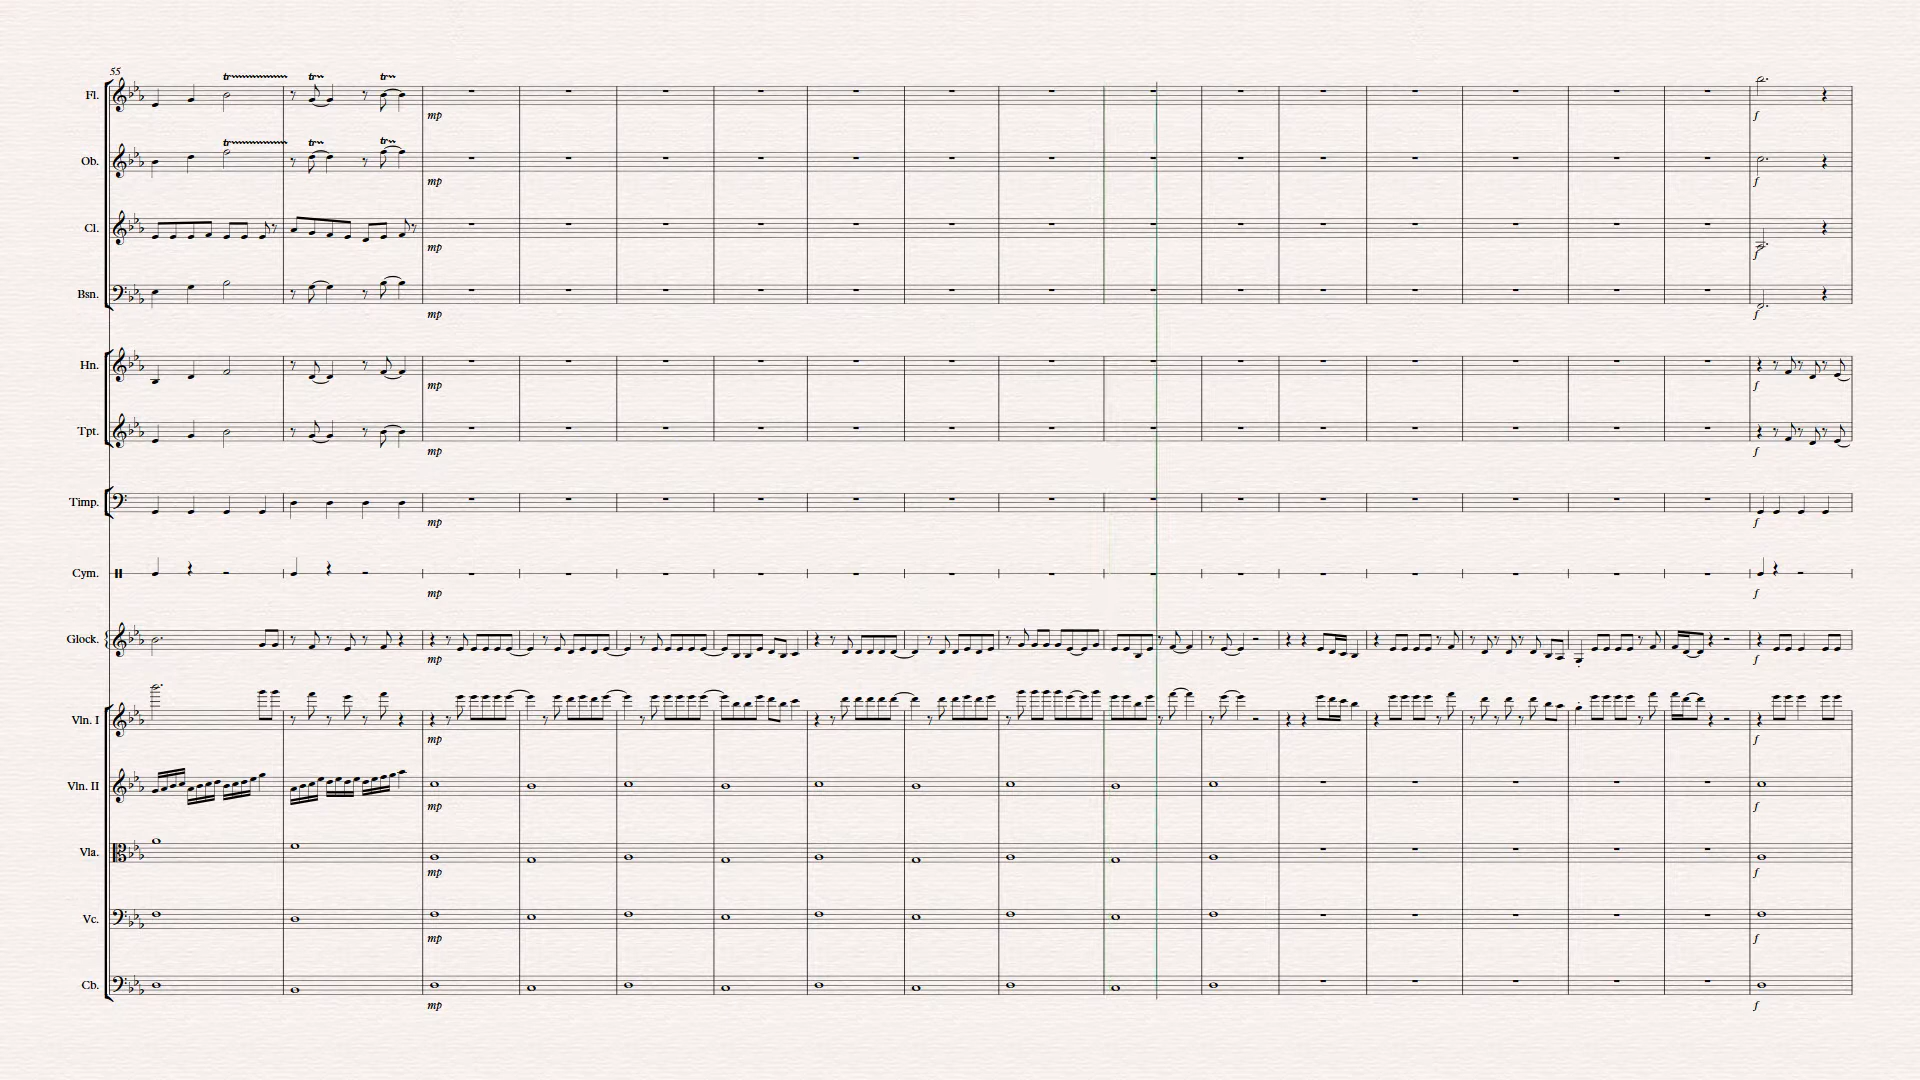 55
tr tr tr
Fl.
mp f
tr tr tr
Ob.
mp f
Cl.
mp f
Bsn.
mp f
Hn.
mp f
Tpt.
mp f
Timp.
mp f
Cym.
mp f
Glock.
mp f
Vln. I
mp f
Vln. II
mp f
Vla.
mp f
Vc.
mp f
Cb.
mp f